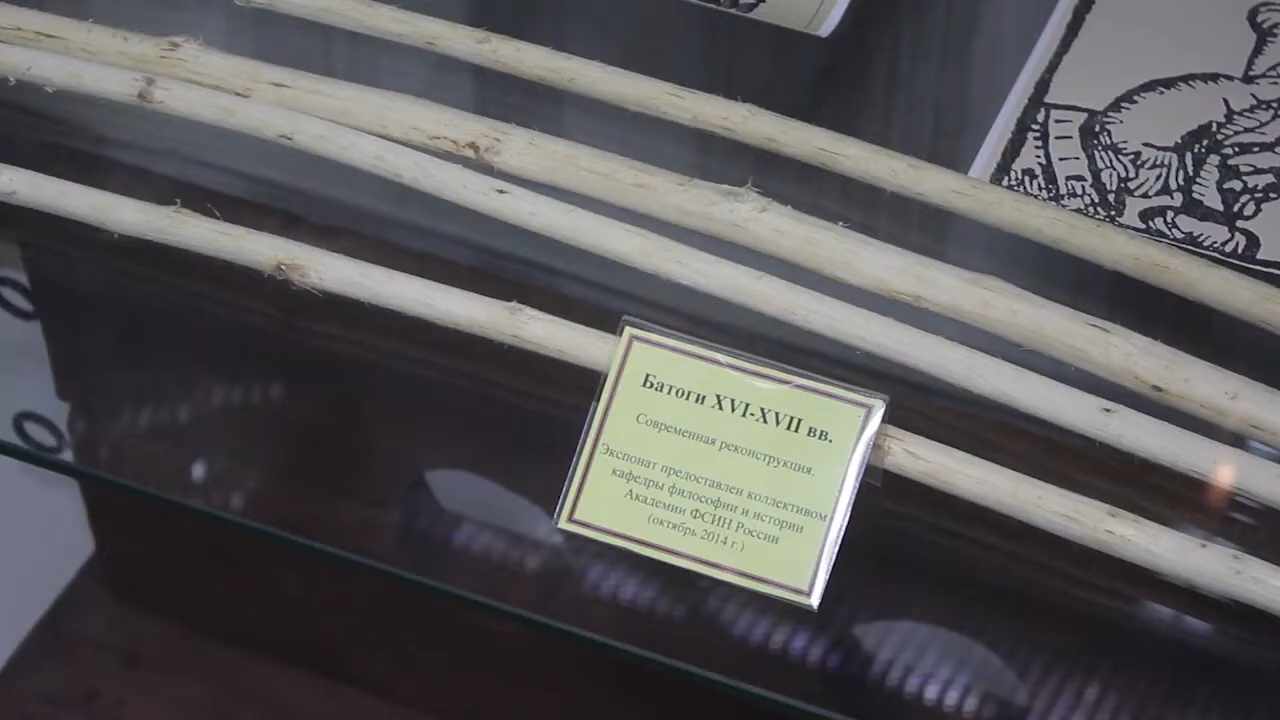 Батоги XVI-XVII вв.
Современная реконструкция.
Экспонат предоставлен коллективом
кафедры философии и истории
Академии ФСИН России
(октябрь 2014 г.)